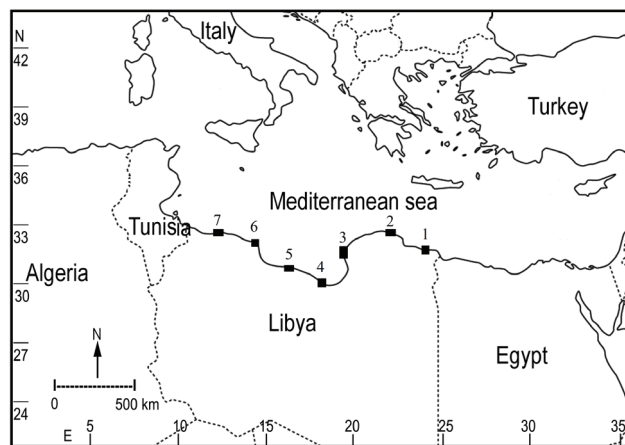 N
Italy
42
Turkey
39
36
Mediterranean sea
7
6
2
1
3
Tunisia
33
5
4
Algeria
30
Libya
N
27
Egypt
0 500 km
24
E 5 10 15 20 25 30 35